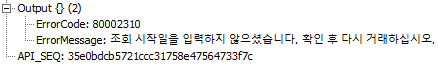 Output {} (2)
ErrorCode: 80002310
ErrorMessage: 조회 시작일을 입력하지 않으셨습니다. 확인 후 다시 거래하십시오.
API_SEQ: 35e0bdcb5721ccc31758e47564733f7c